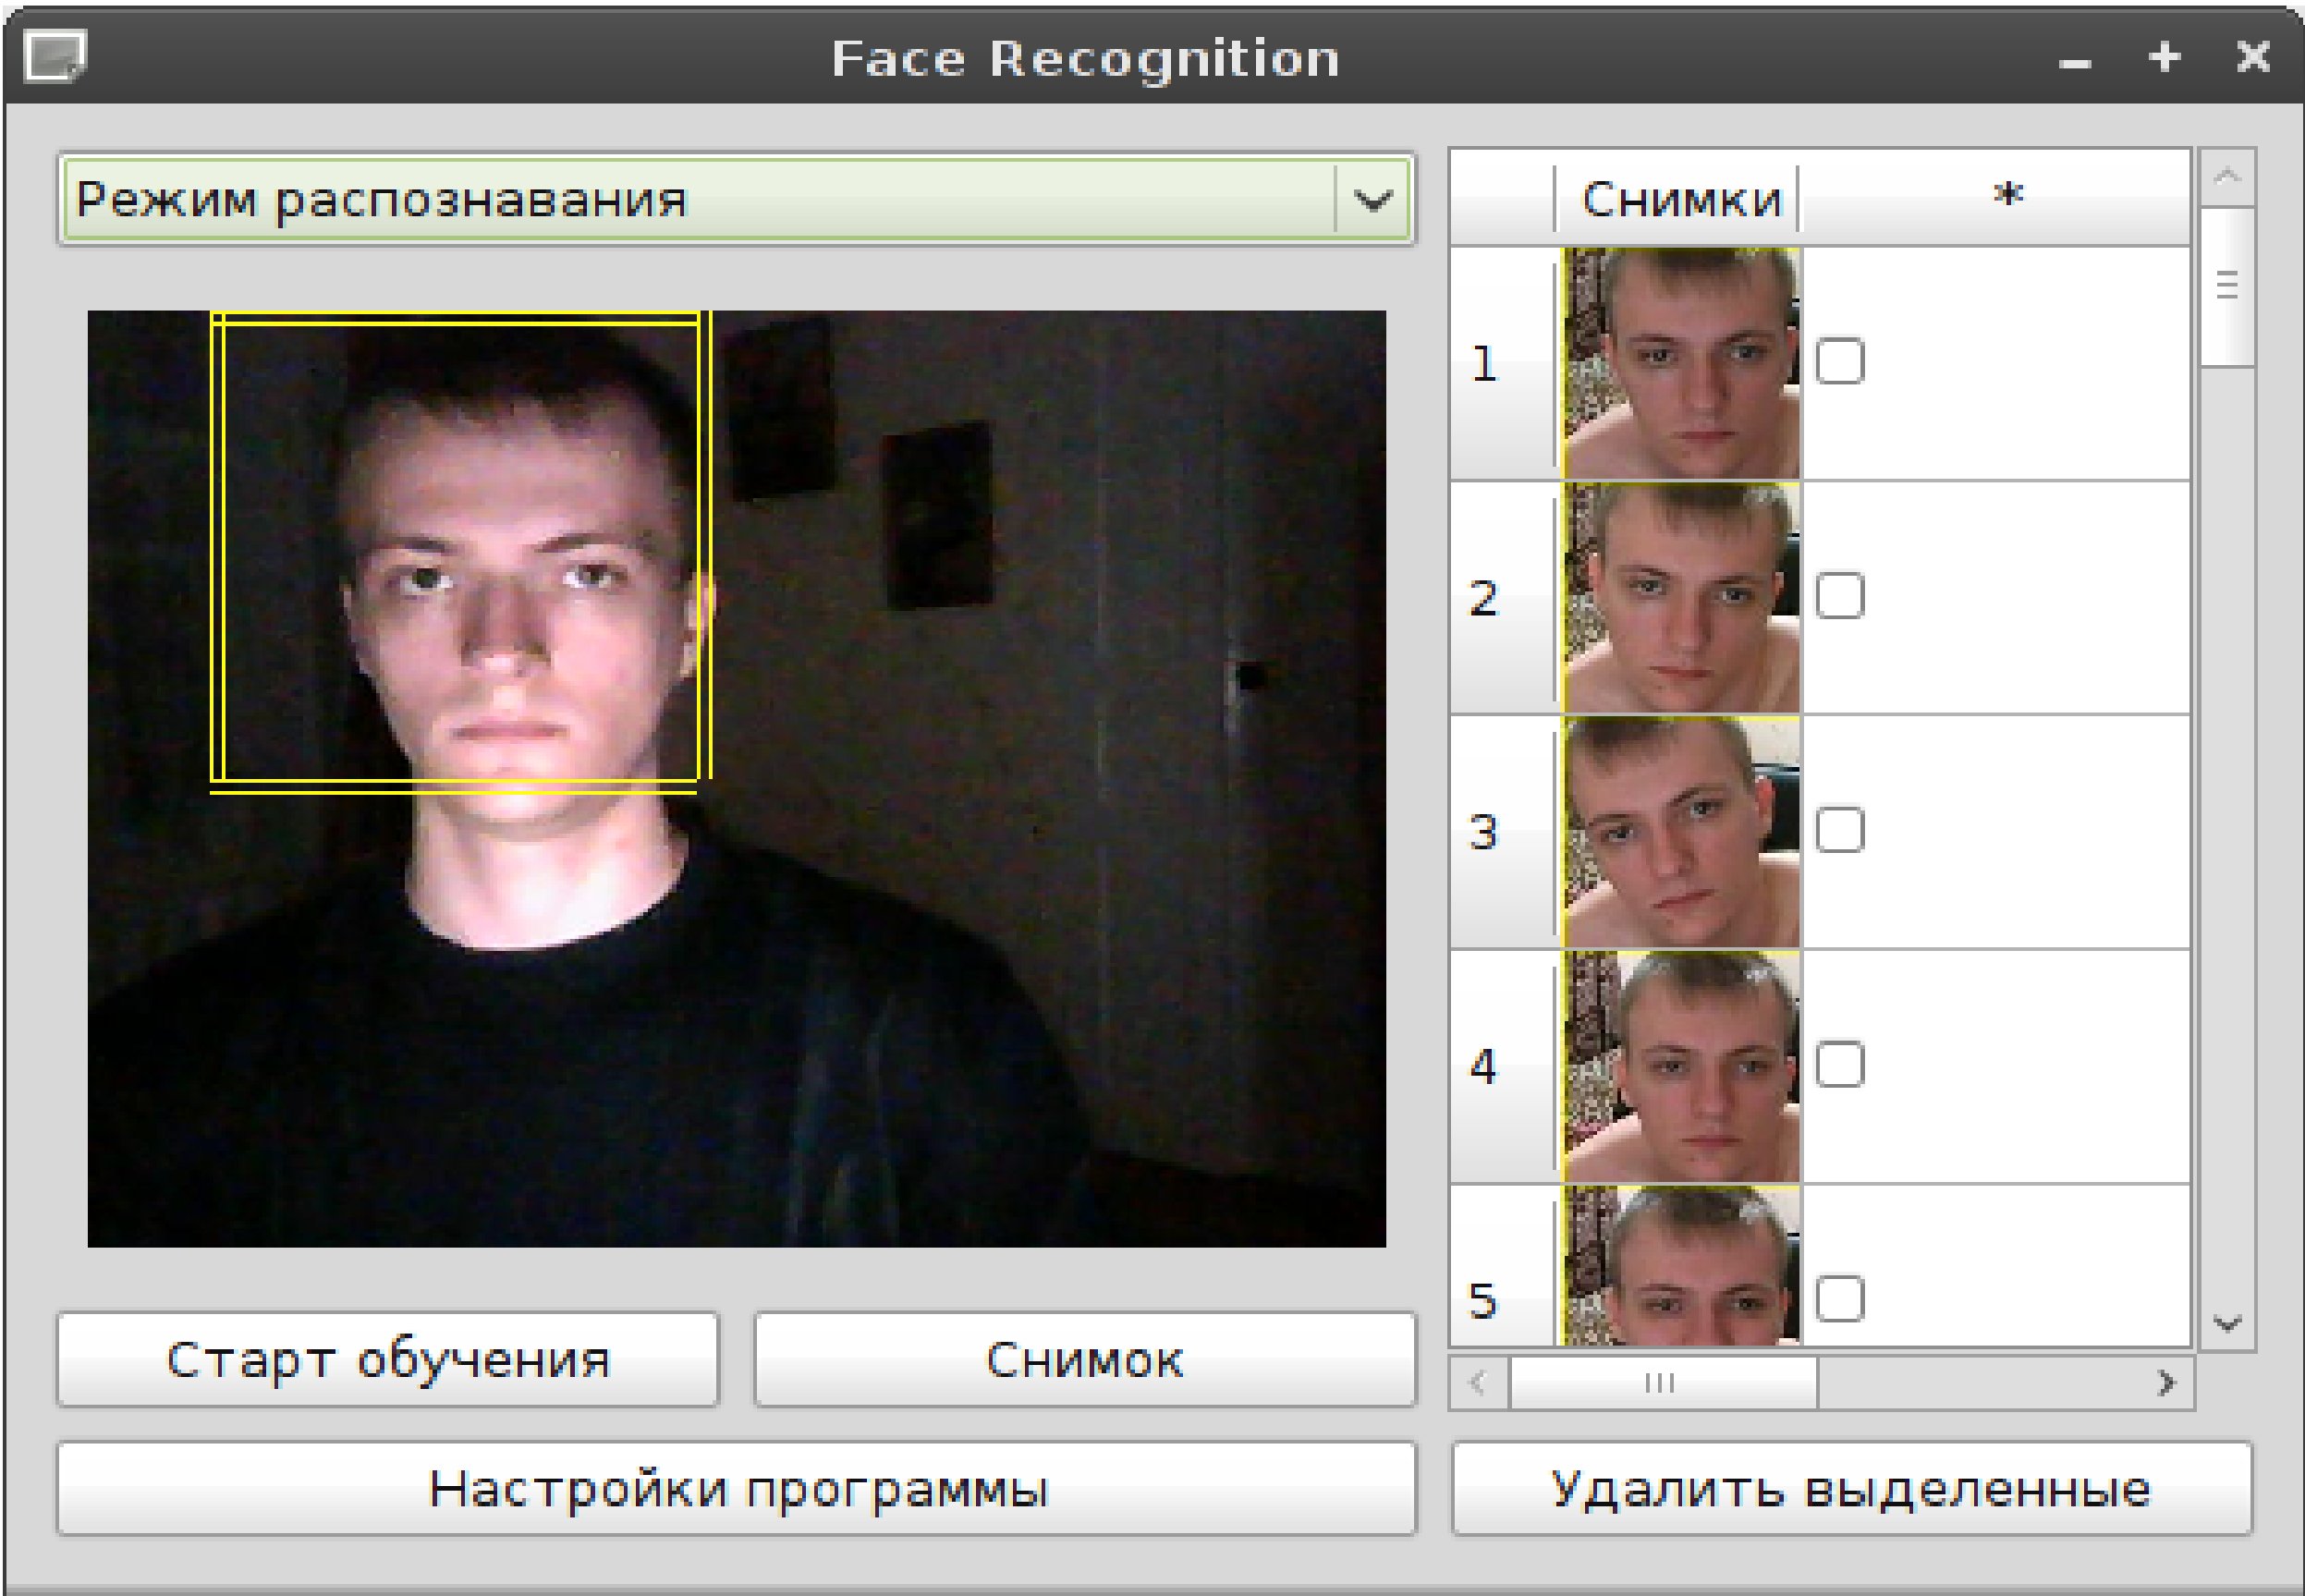 Face Recognition
Режим распознавания
Снимки *
1
2
3
4
5
Старт обучения
Снимок
Настройки программы
Удалить выделенные